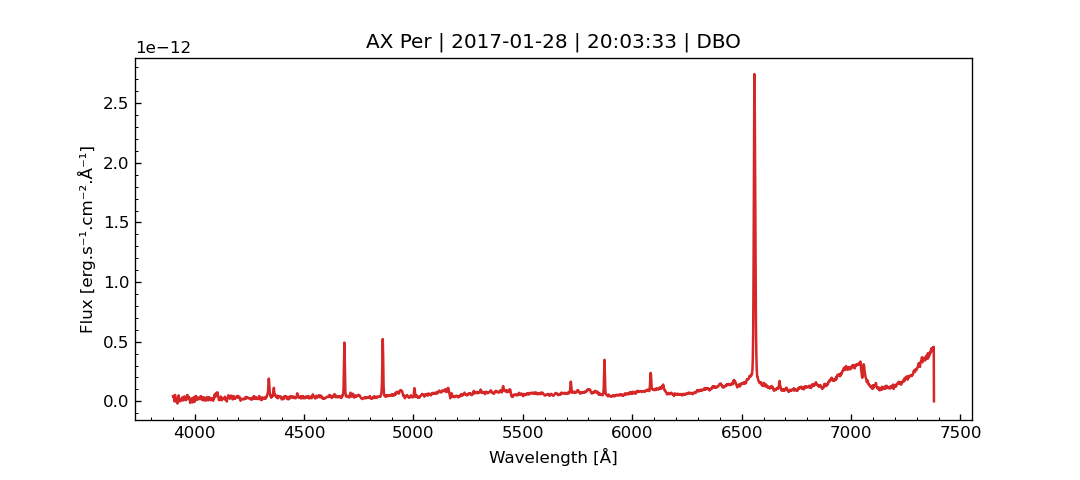 AX Per | 2017-01-28 | 20:03:33 | DBO
1e−12
2.5
2.0
1.5
1.0
0.5
0.0
Flux [erg.s⁻¹.cm⁻².Å⁻¹]
4000 4500 5000 5500 6000 6500 7000 7500
Wavelength [Å]